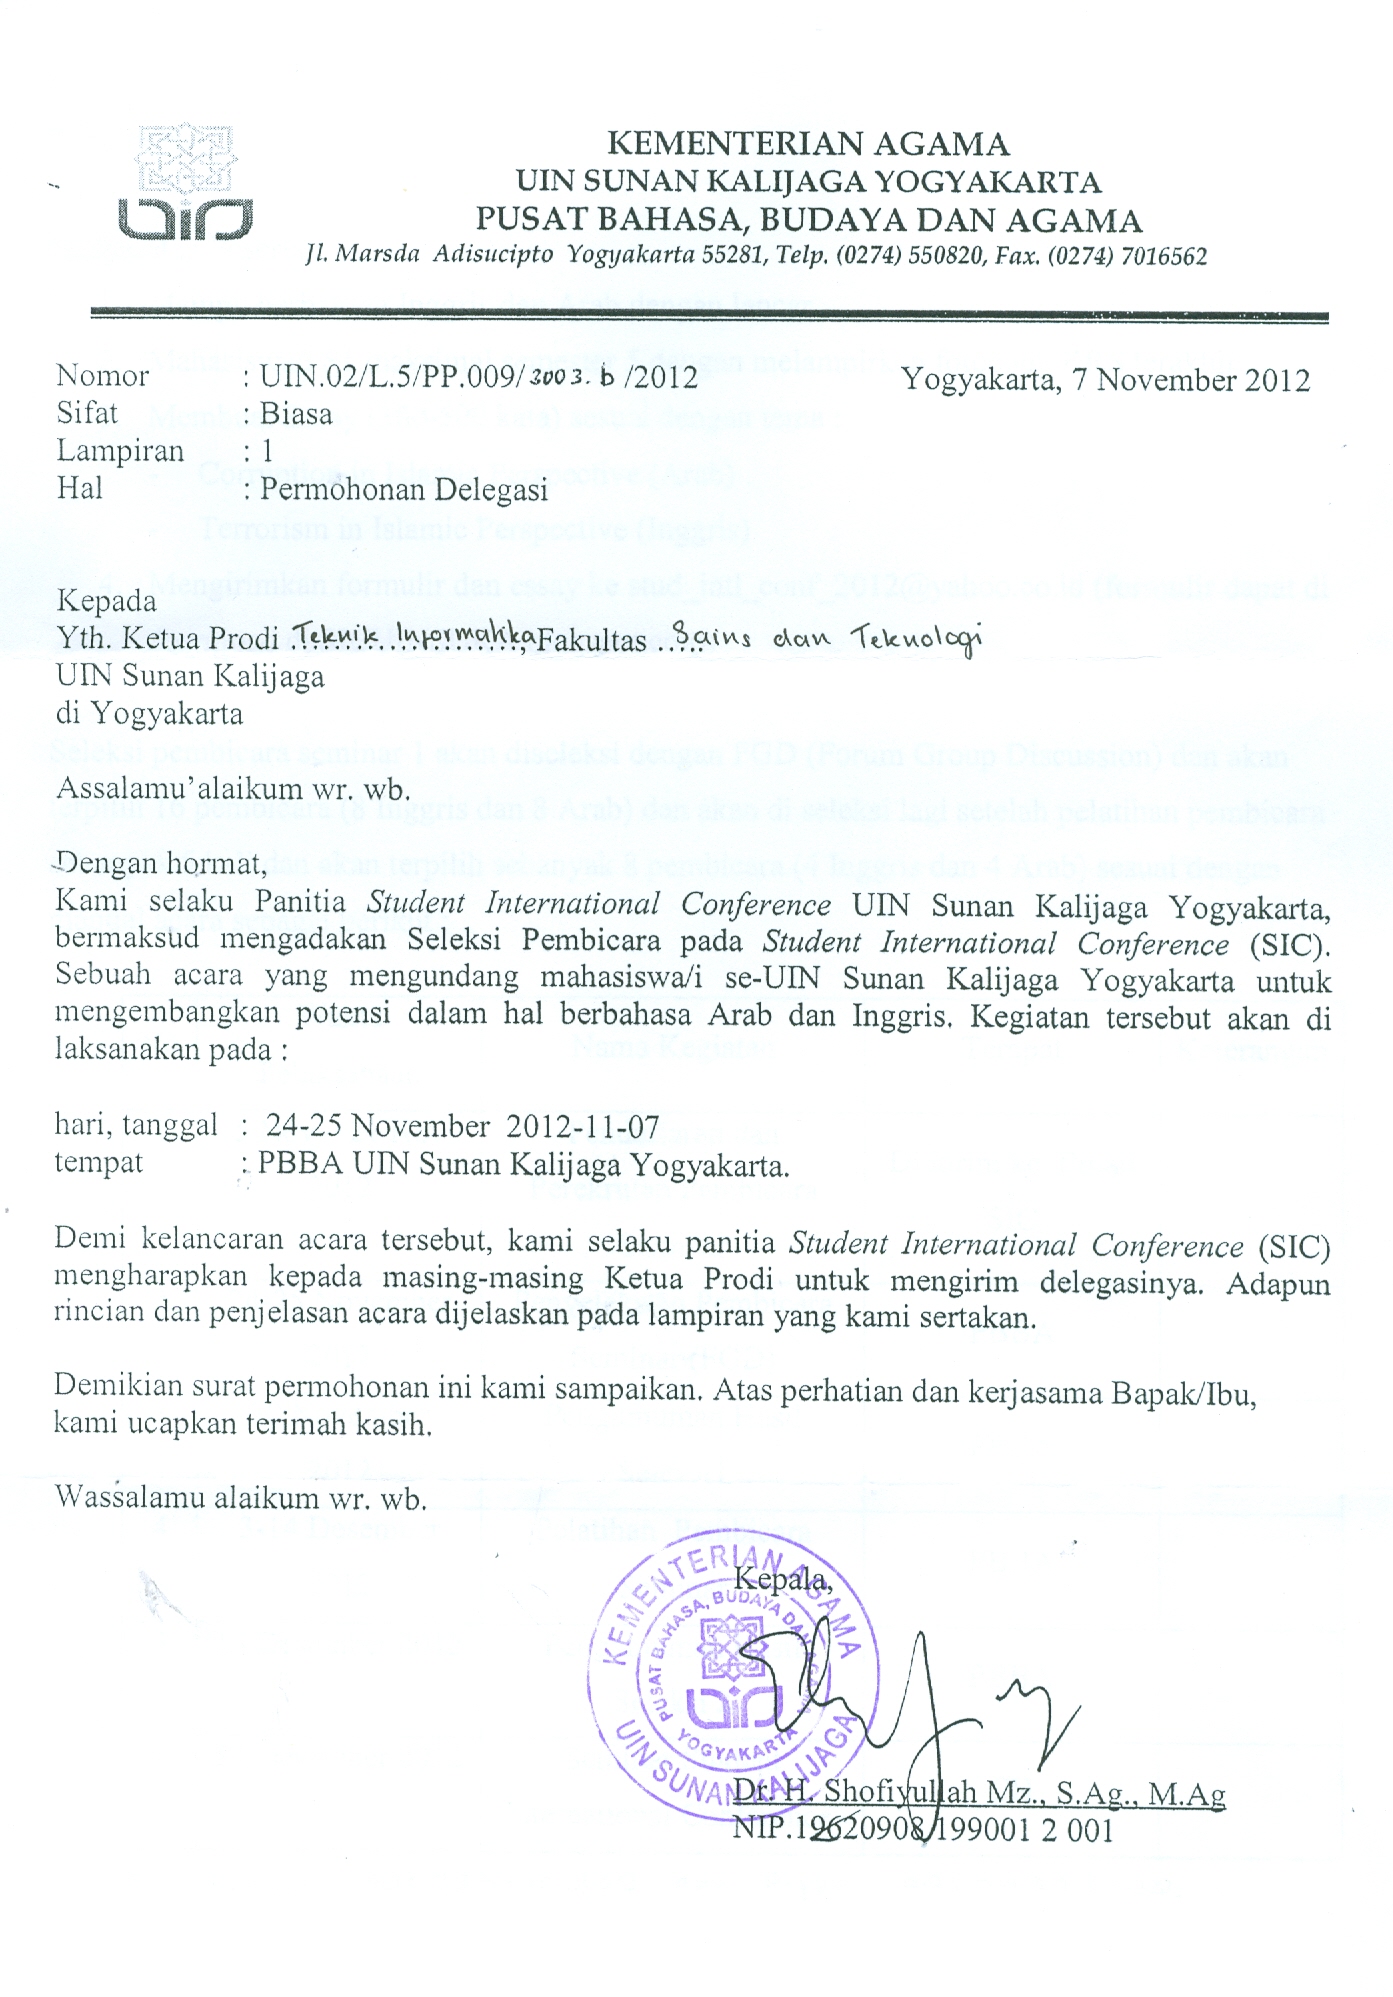 KEMENTERIAN AGAMA
UIN SUNAN KALIJAGA YOGYAKARTA
PUSAT BAHASA, BUDAYA DAN AGAMA
Jl. Marsda Adisucipto Yogyakarta 55281, Telp. (0274) 550820, Fax. (0274) 7016562
Nomor : UIN.02/L.5/PP.009/3003.b /2012 Yogyakarta, 7 November 2012
Sifat : Biasa
Lampiran : 1
Hal : Permohonan Delegasi
Kepada
Yth. Ketua Prodi Teknik Informatika, Fakultas Sains dan Teknologi
UIN Sunan Kalijaga
di Yogyakarta
Assalamu'alaikum wr. wb.
Dengan hormat,
Kami selaku Panitia Student International Conference UIN Sunan Kalijaga Yogyakarta,
bermaksud mengadakan Seleksi Pembicara pada Student International Conference (SIC).
Sebuah acara yang mengundang mahasiswa/i se-UIN Sunan Kalijaga Yogyakarta untuk
mengembangkan potensi dalam hal berbahasa Arab dan Inggris. Kegiatan tersebut akan di
laksanakan pada :
hari, tanggal : 24-25 November 2012-11-07
tempat : PBBA UIN Sunan Kalijaga Yogyakarta.
Demi kelancaran acara tersebut, kami selaku panitia Student International Conference (SIC)
mengharapkan kepada masing-masing Ketua Prodi untuk mengirim delegasinya. Adapun
rincian dan penjelasan acara dijelaskan pada lampiran yang kami sertakan.
Demikian surat permohonan ini kami sampaikan. Atas perhatian dan kerjasama Bapak/Ibu,
kami ucapkan terimah kasih.
Wassalamu alaikum wr. wb.
Kepala,
KEMENTERIAN AGAMA
PUSAT BAHASA, BUDAYA DAN AGAMA
YOGYAKARTA
UIN SUNAN KALIJAGA
Dr. H. Shofiyullah Mz., S.Ag., M.Ag
NIP.19620908 199001 2 001